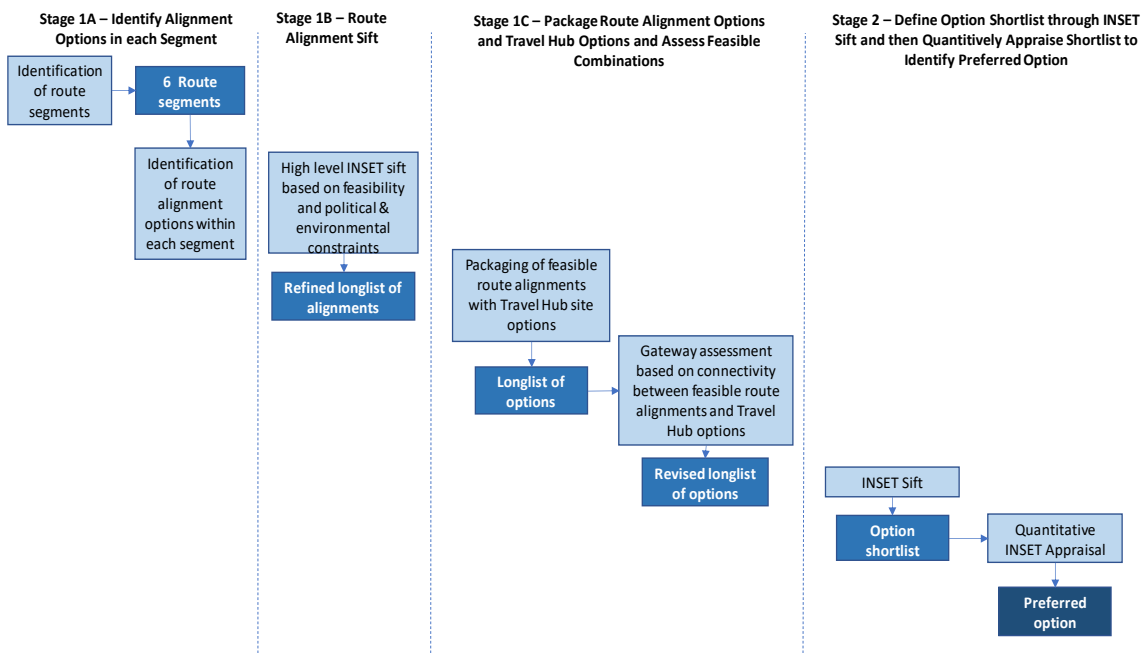 Stage 1A – Identify Alignment
Options in each Segment
Identification
of route
segments
6 Route
segments
Identification
of route
alignment
options within
each segment
Stage 1B – Route
Alignment Sift
High level INSET sift
based on feasibility
and political &
environmental
constraints
Refined longlist of
alignments
Stage 1C – Package Route Alignment Options
and Travel Hub Options and Assess Feasible
Combinations
Packaging of feasible
route alignments
with Travel Hub site
options
Longlist of
options
Gateway assessment
based on connectivity
between feasible route
alignments and Travel
Hub options
Revised longlist
of options
Stage 2 – Define Option Shortlist through INSET
Sift and then Quantitively Appraise Shortlist to
Identify Preferred Option
INSET Sift
Option
shortlist
Quantitative
INSET Appraisal
Preferred
option